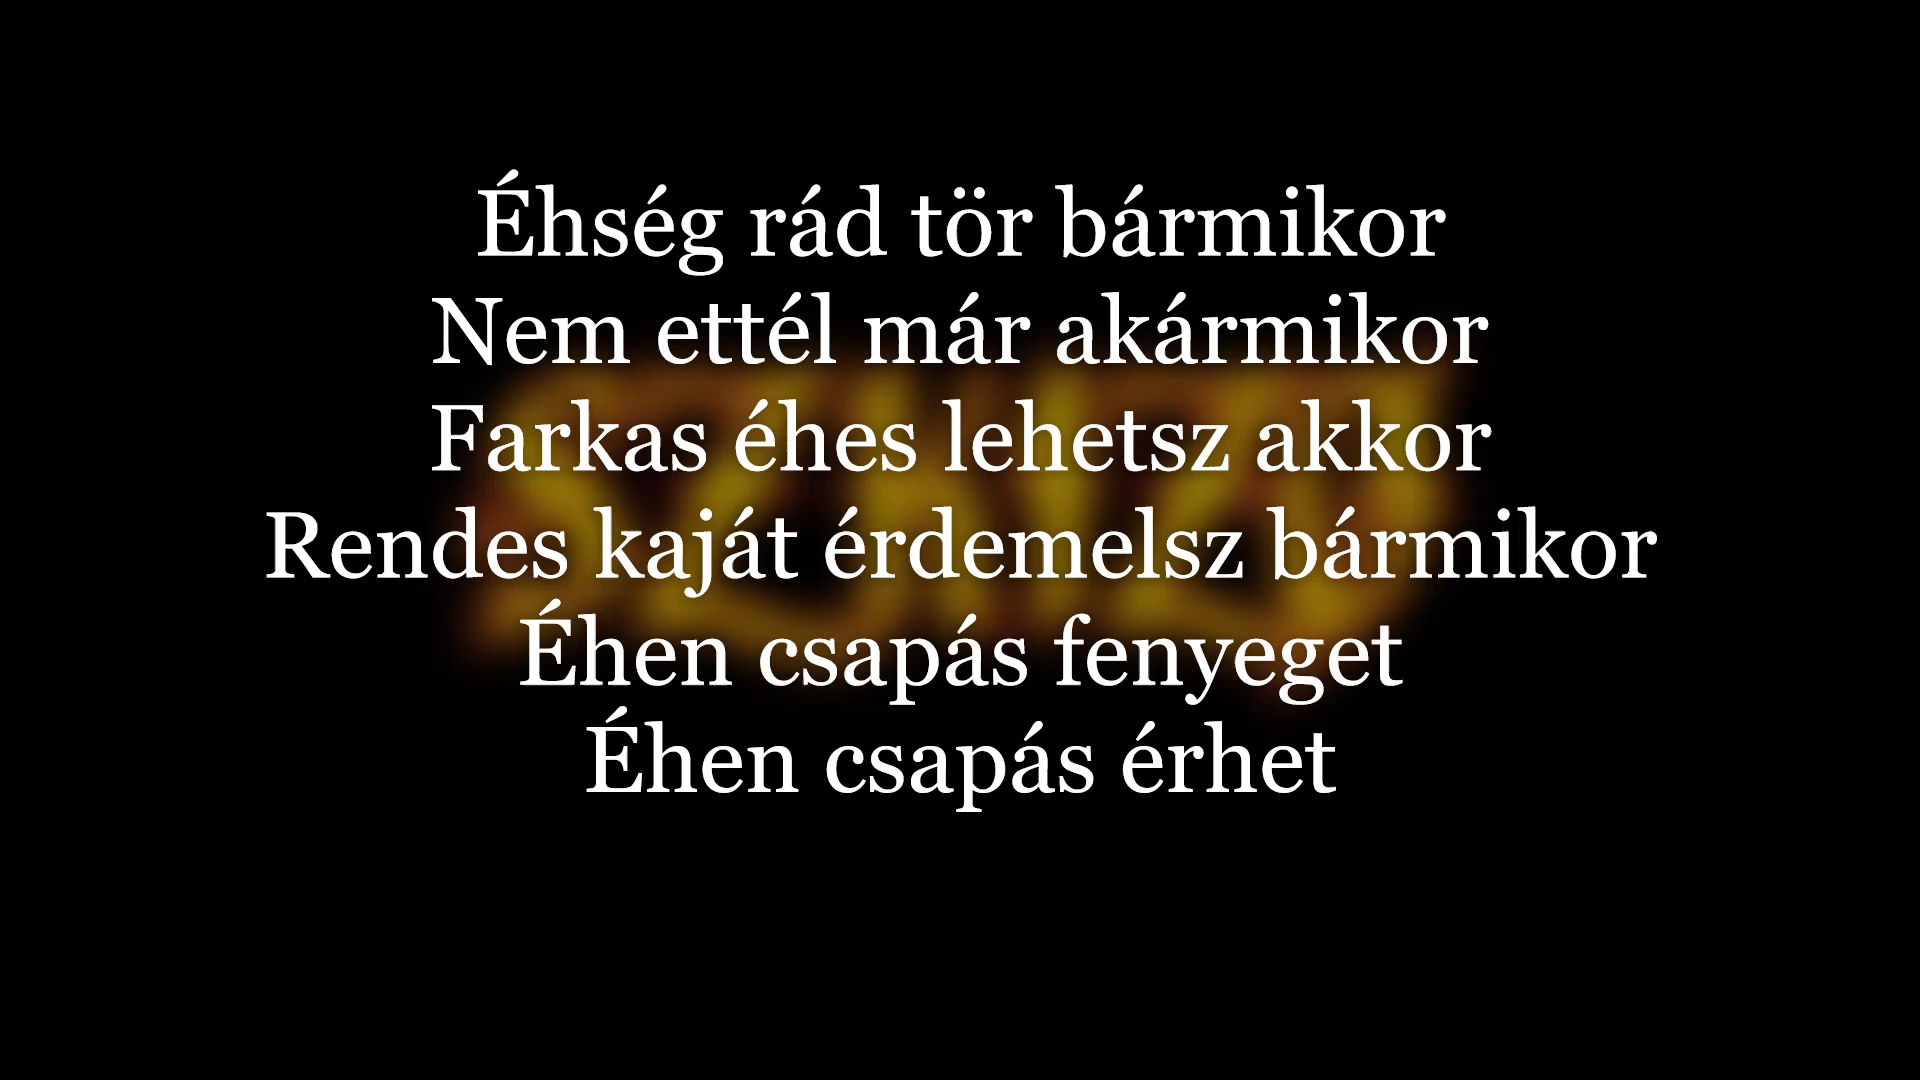 Éhség rád tör bármikor
Nem ettél már akármikor
Farkas éhes lehetsz akkor
Rendes kaját érdemelsz bármikor
Éhen csapás fenyeget
Éhen csapás érhet